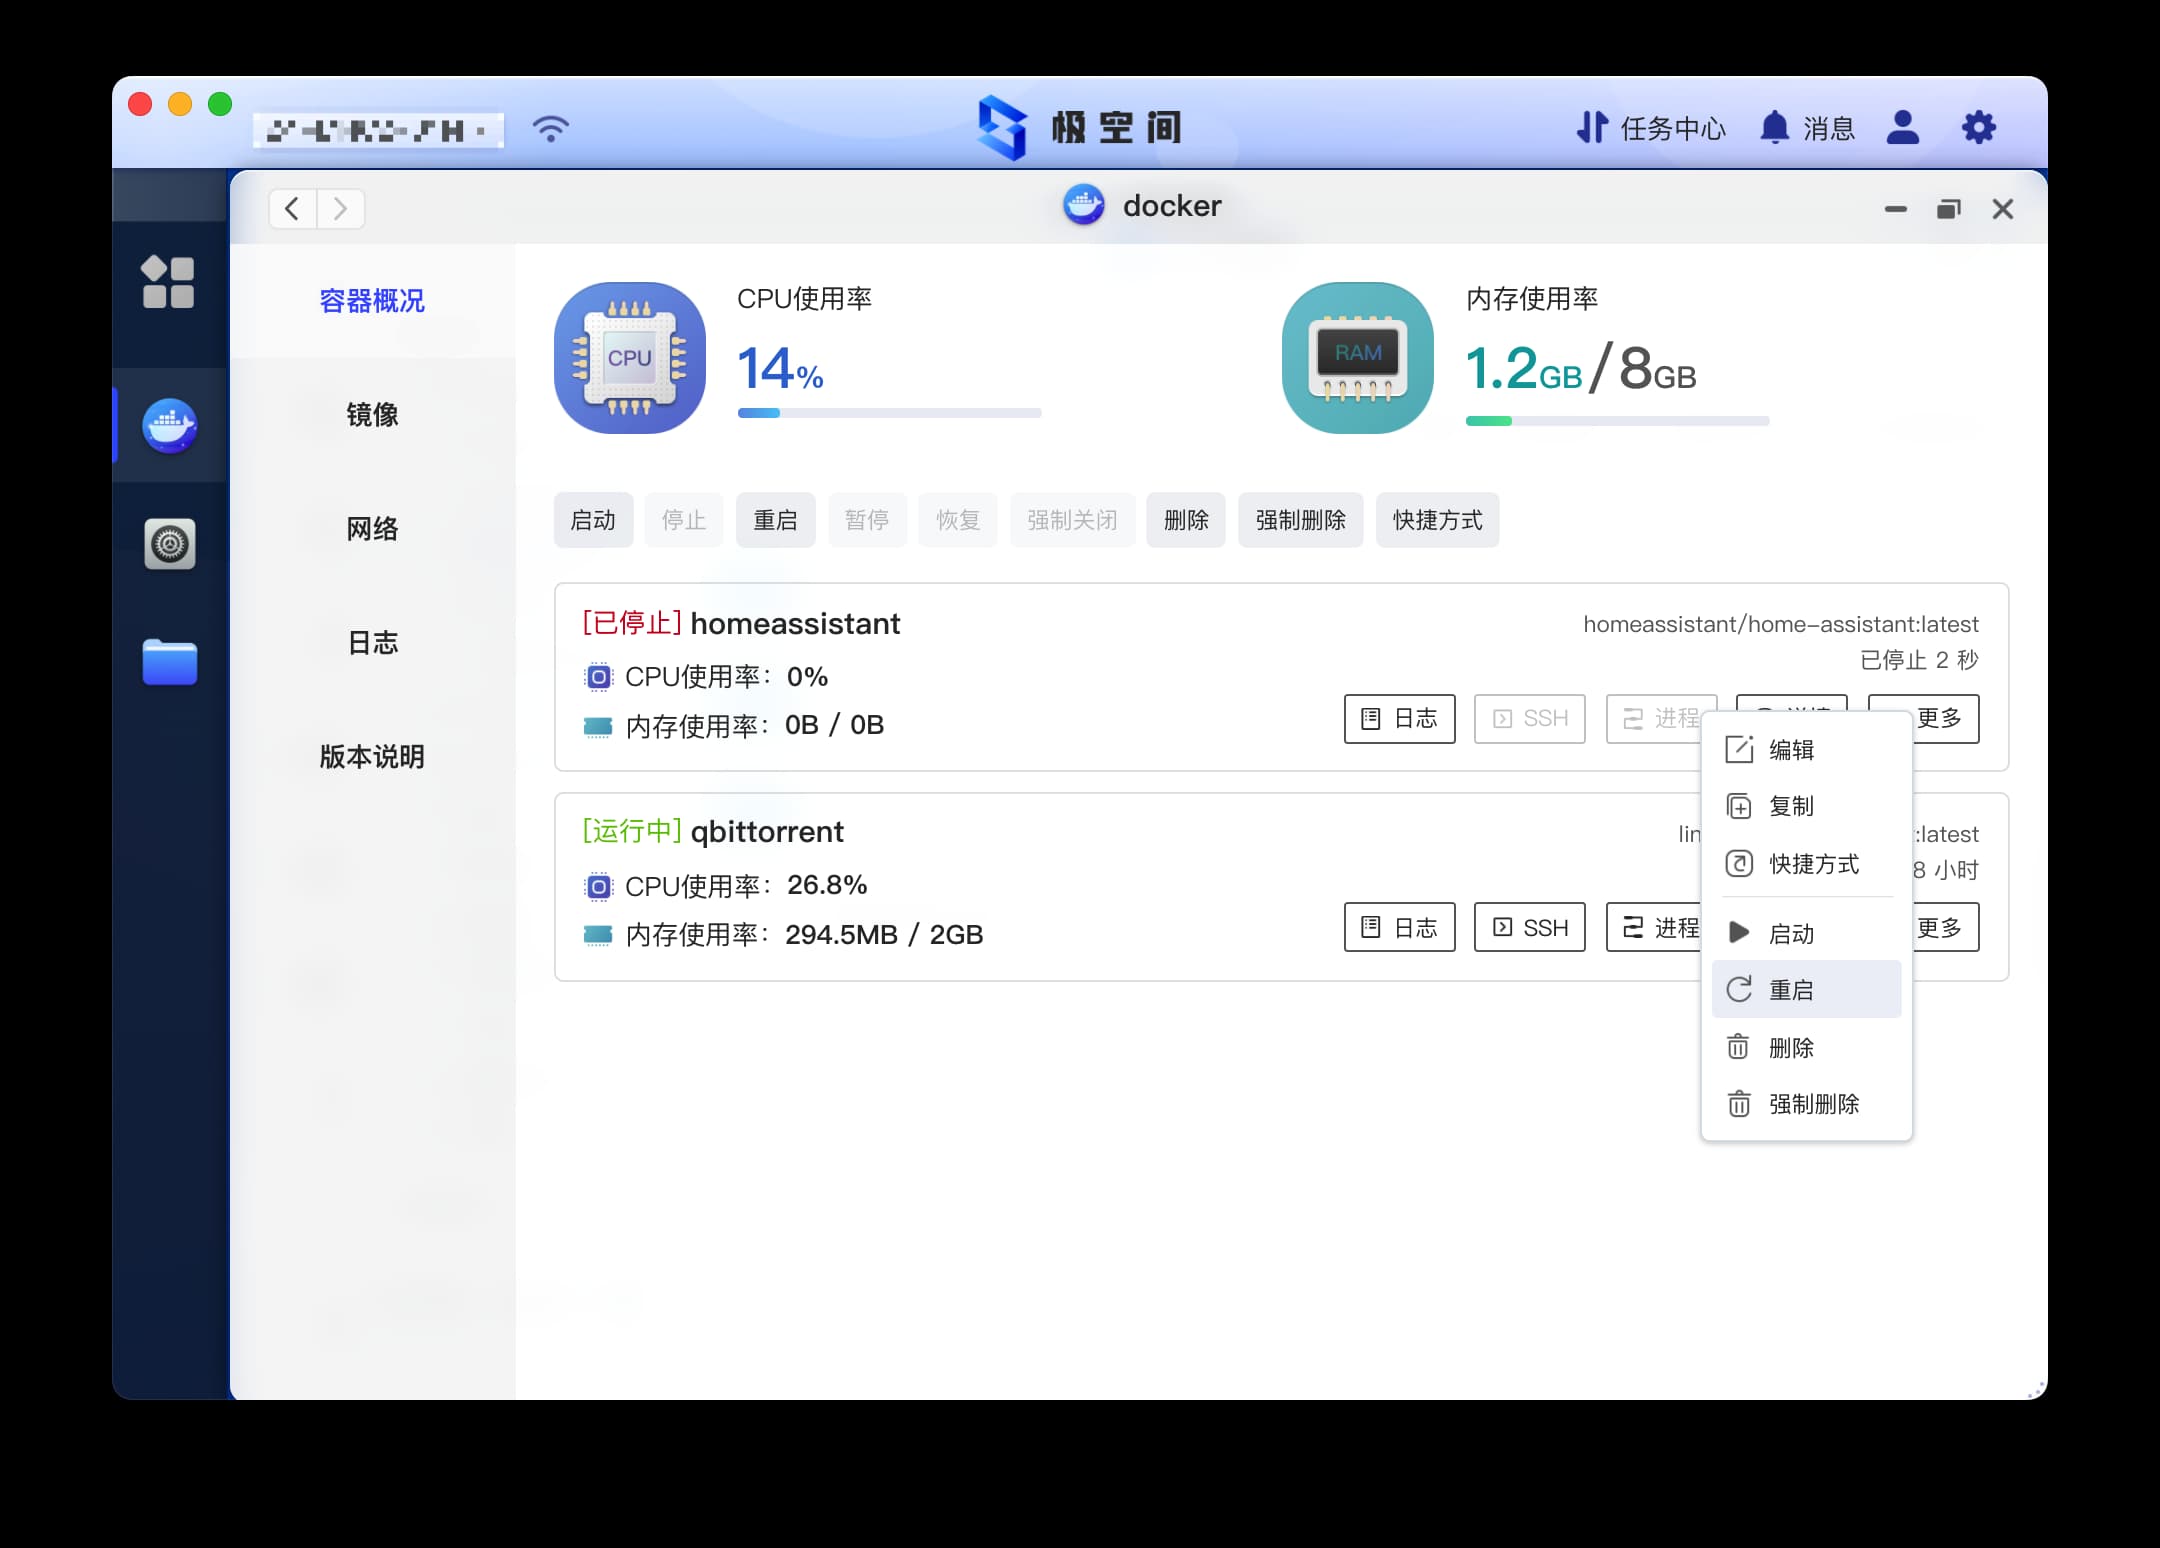 极空间
任务中心
消息
docker
容器概况
镜像
网络
日志
版本说明
CPU
CPU使用率
14%
RAM
内存使用率
1.2GB/8GB
启动
停止
重启
暂停
恢复
强制关闭
删除
强制删除
快捷方式
[已停止] homeassistant
homeassistant/home-assistant:latest
已停止 2 秒
CPU使用率: 0%
内存使用率: 0B / 0B
日志
SSH
进程
更多
[运行中] qbittorrent
lin
:latest
8 小时
CPU使用率: 26.8%
内存使用率: 294.5MB / 2GB
日志
SSH
进程
更多
编辑
复制
快捷方式
启动
重启
删除
强制删除